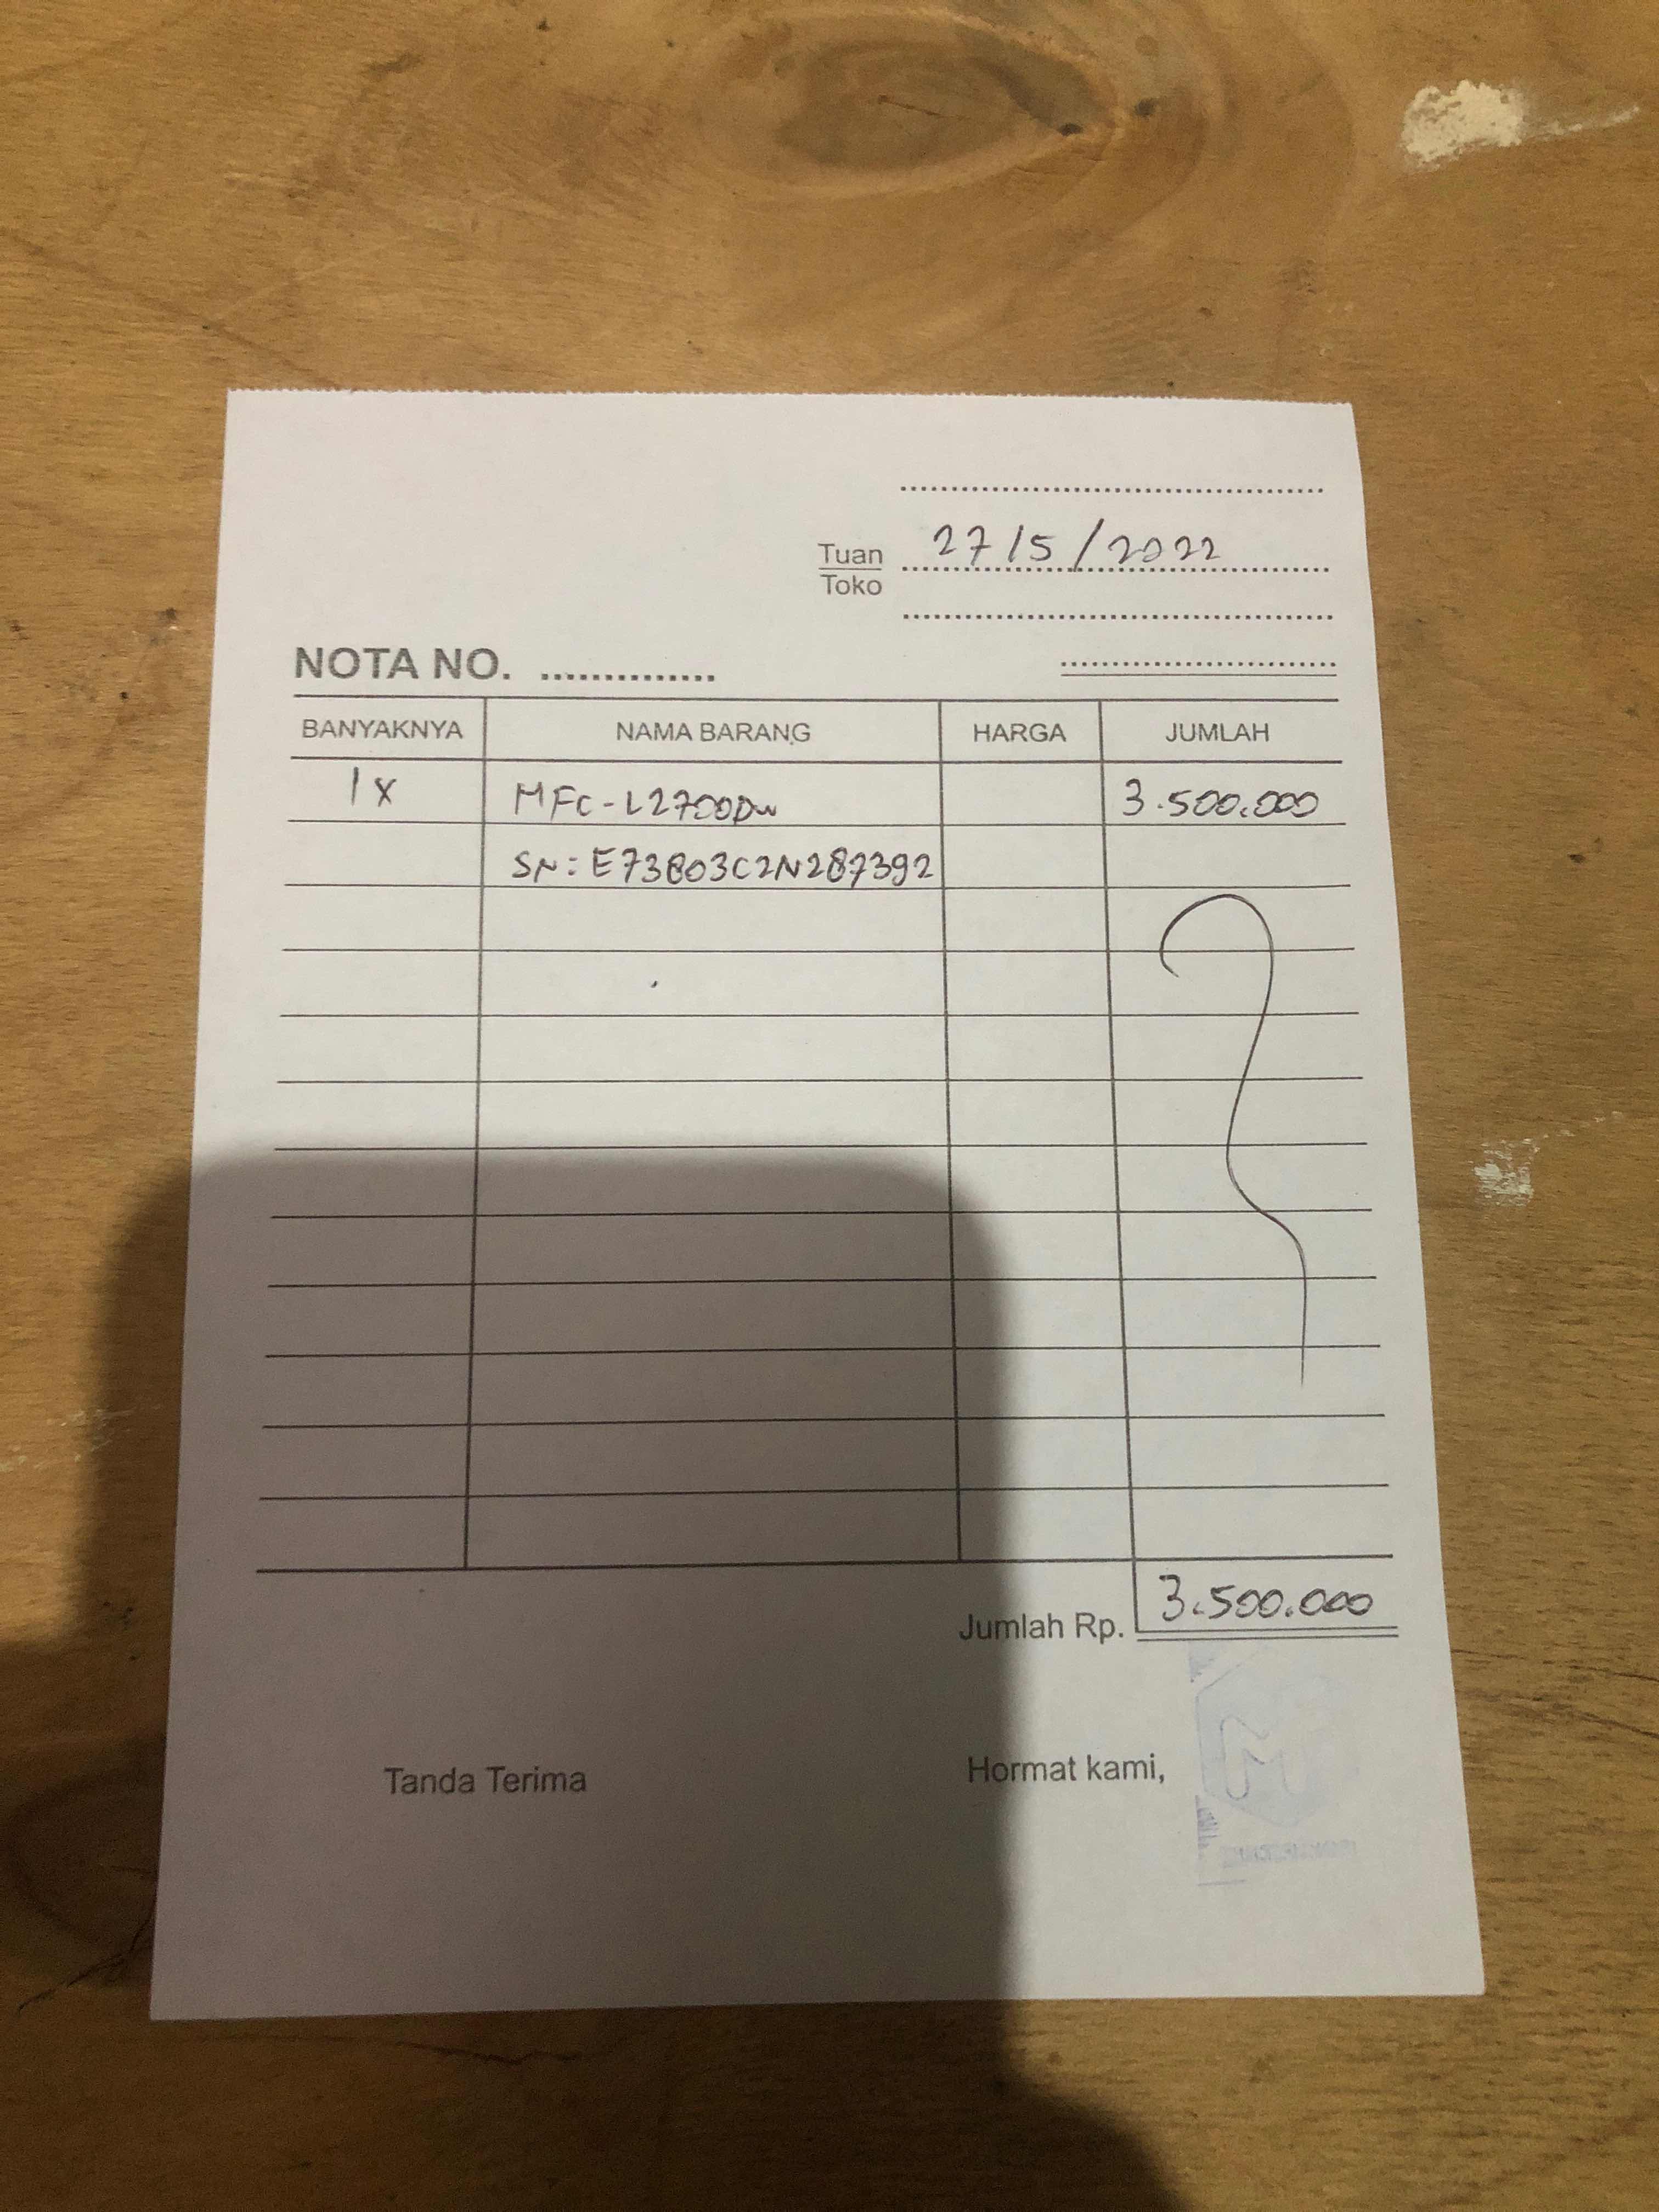 27/5/2022
Tuan
Toko
NOTA NO. ..............
BANYAKNYA NAMA BARANG HARGA JUMLAH
1x MFC-L2700DW 3.500.000
SN: E73803C2N287392
Jumlah Rp. 3.500.000
Tanda Terima Hormat kami,